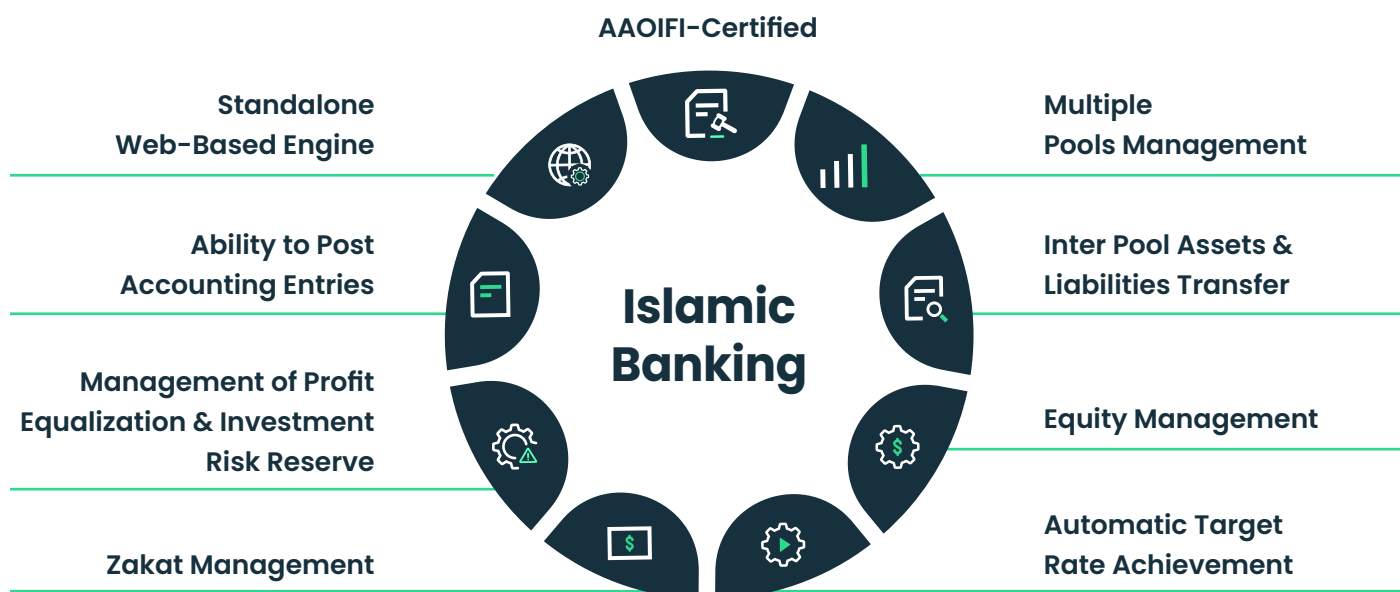 AAOIFI-Certified
Standalone
Web-Based Engine
Ability to Post
Accounting Entries
Management of Profit
Equalization & Investment
Risk Reserve
Zakat Management
Islamic
Banking
$
$
Multiple
Pools Management
Inter Pool Assets &
Liabilities Transfer
Equity Management
Automatic Target
Rate Achievement